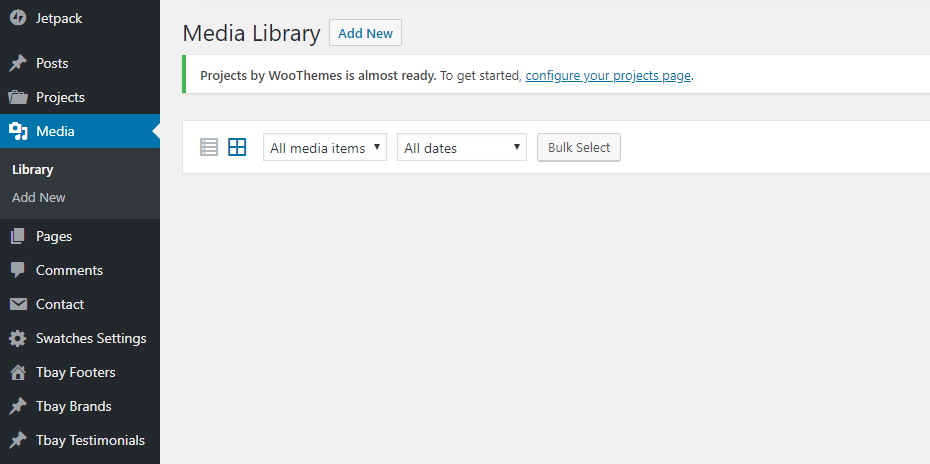 Jetpack
Posts
Projects
Media
Library
Add New
Pages
Comments
Contact
Swatches Settings
Tbay Footers
Tbay Brands
Tbay Testimonials
Media Library Add New
Projects by WooThemes is almost ready. To get started, configure your projects page.
All media items All dates Bulk Select